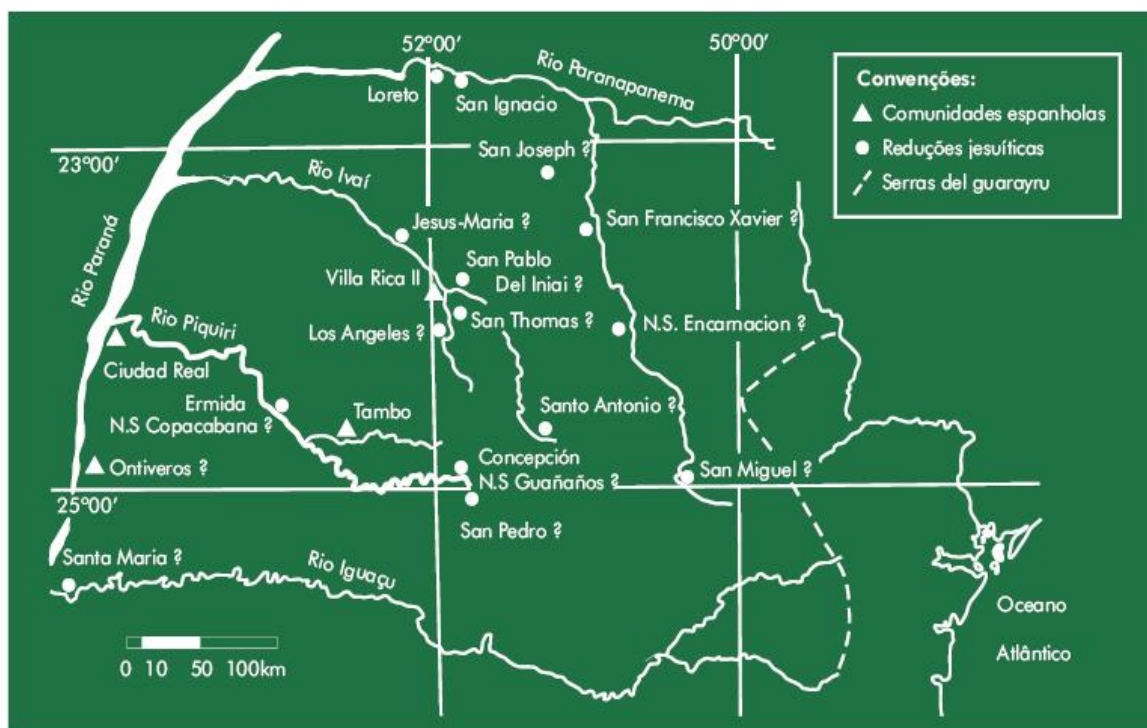 52°00'
50°00'
Rio Paranapanema
Loreto
San Ignacio
Convenções:
Comunidades espanholas
Reduções jesuíticas
Serras del guarayru
23°00'
San Joseph ?
Rio Ivaí
Rio Paraná
Jesus-Maria ?
San Francisco Xavier ?
Villa Rica II
San Pablo
Del Iniai ?
Rio Piquiri
Los Angeles ?
San Thomas ?
N.S. Encarnacion ?
Ciudad Real
Ermida
N.S Copacabana ?
Tambo
Santo Antonio ?
Ontiveros ?
Concepción
N.S Guañaños ?
San Miguel ?
25°00'
San Pedro ?
Santa Maria ?
Rio Iguaçu
0 10 50 100km
Oceano
Atlântico